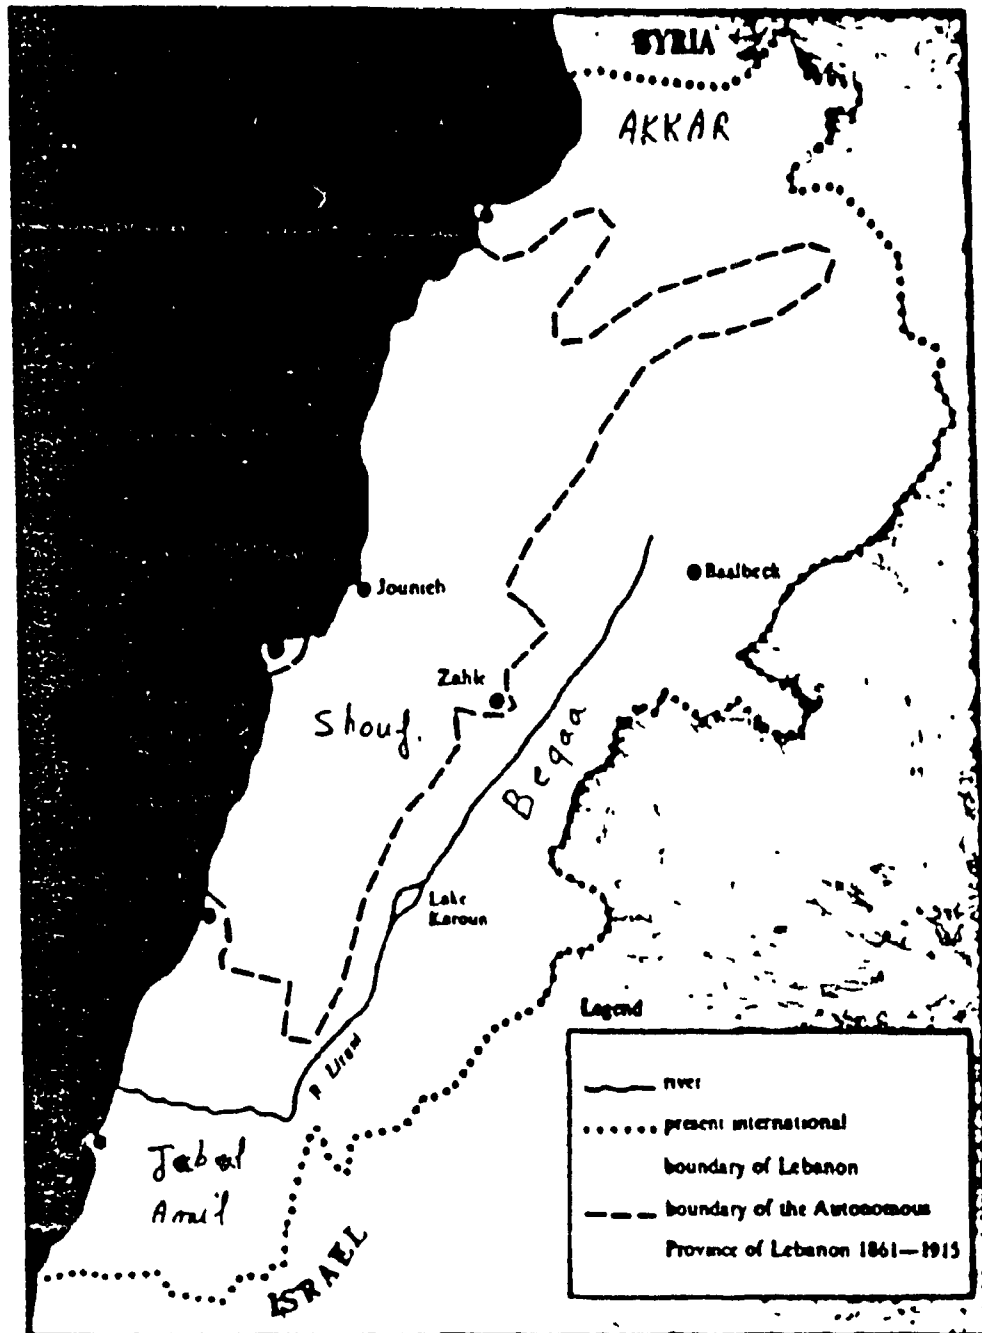 SYRIA
AKKAR
Jounieh
Baalbeck
Zahle
Shouf.
Beqaa
Lake
Karoun
R Litani
Jabal
Amil
ISRAEL
Legend
river
present international
boundary of Lebanon
boundary of the Autonomous
Province of Lebanon 1861—1915